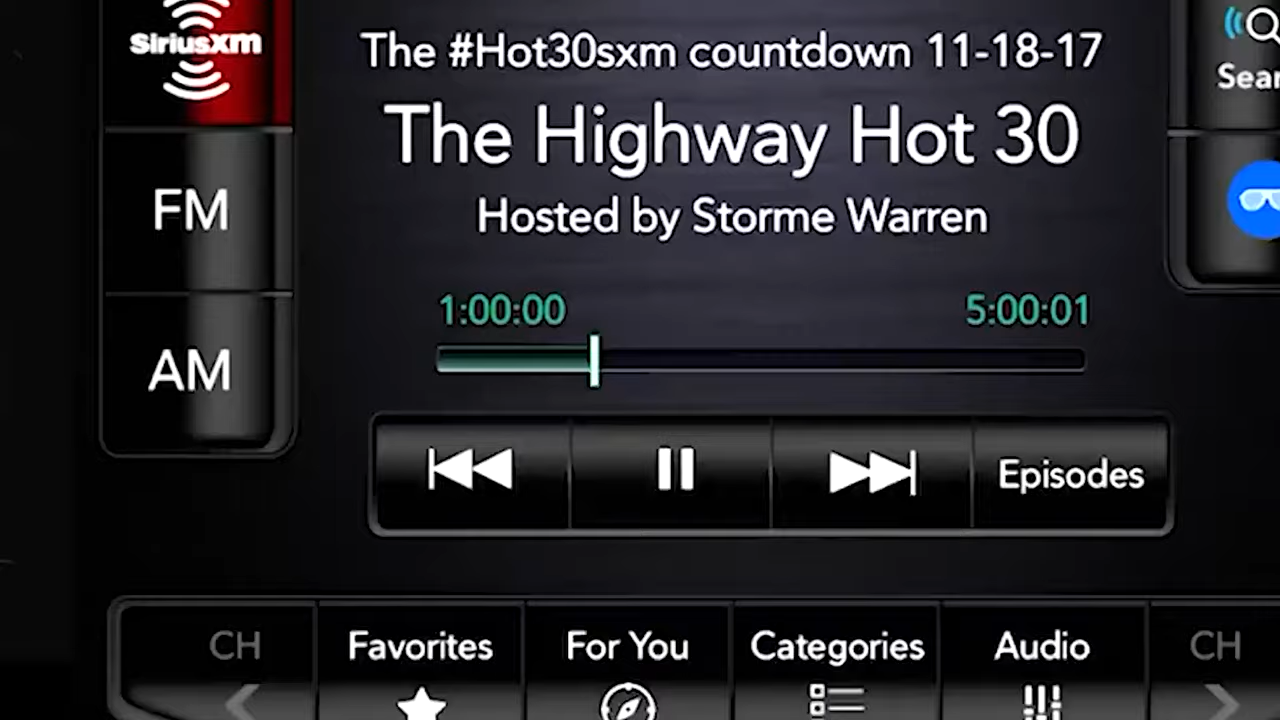 SiriusXM
The #Hot30sxm countdown 11-18-17
The Highway Hot 30
Hosted by Storme Warren
FM
AM
1:00:00
5:00:01
Episodes
CH
Favorites
For You
Categories
Audio
CH